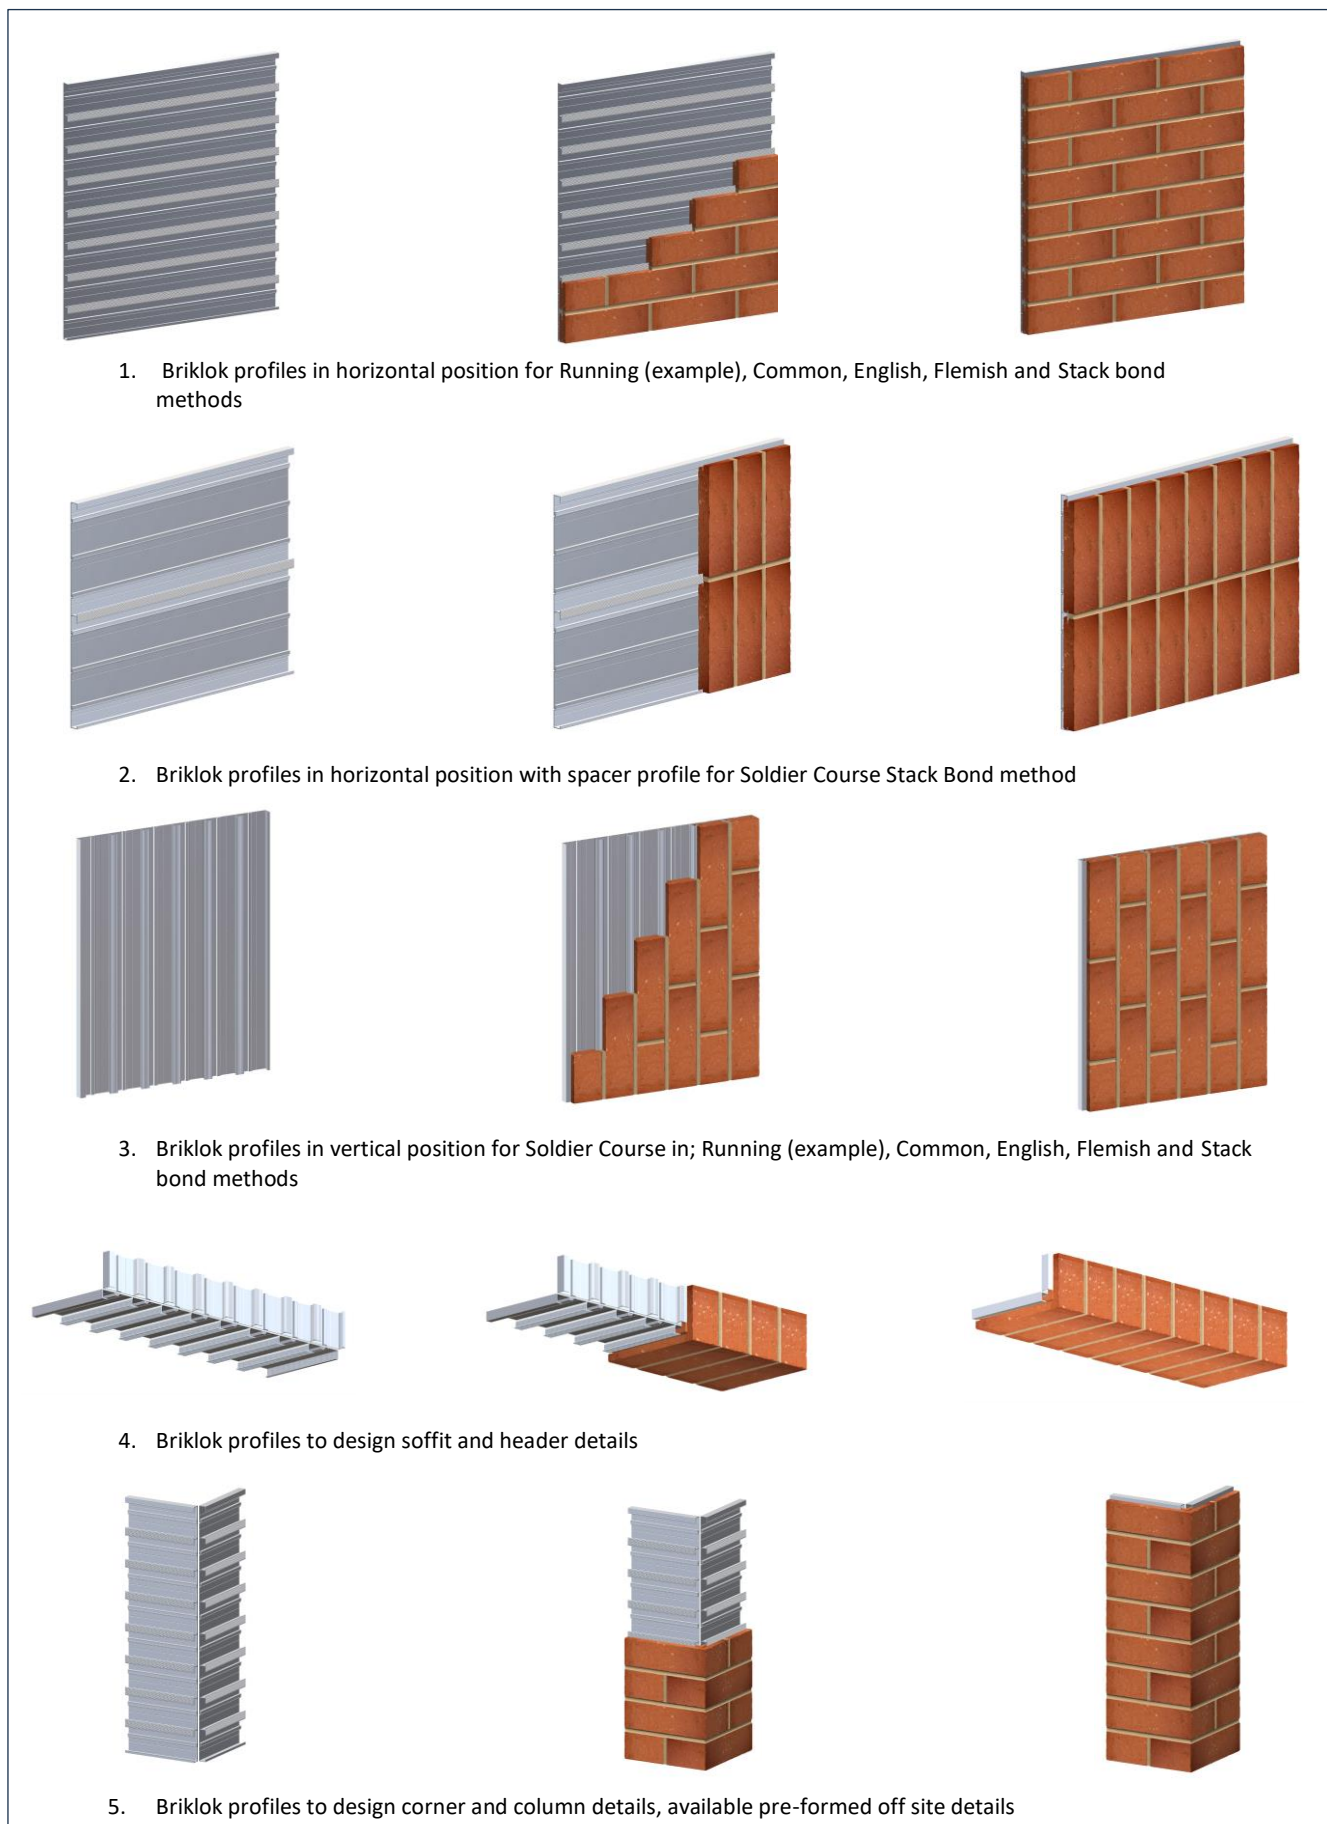 1. Briklok profiles in horizontal position for Running (example), Common, English, Flemish and Stack bond
methods
2. Briklok profiles in horizontal position with spacer profile for Soldier Course Stack Bond method
3. Briklok profiles in vertical position for Soldier Course in; Running (example), Common, English, Flemish and Stack
bond methods
4. Briklok profiles to design soffit and header details
5. Briklok profiles to design corner and column details, available pre-formed off site details